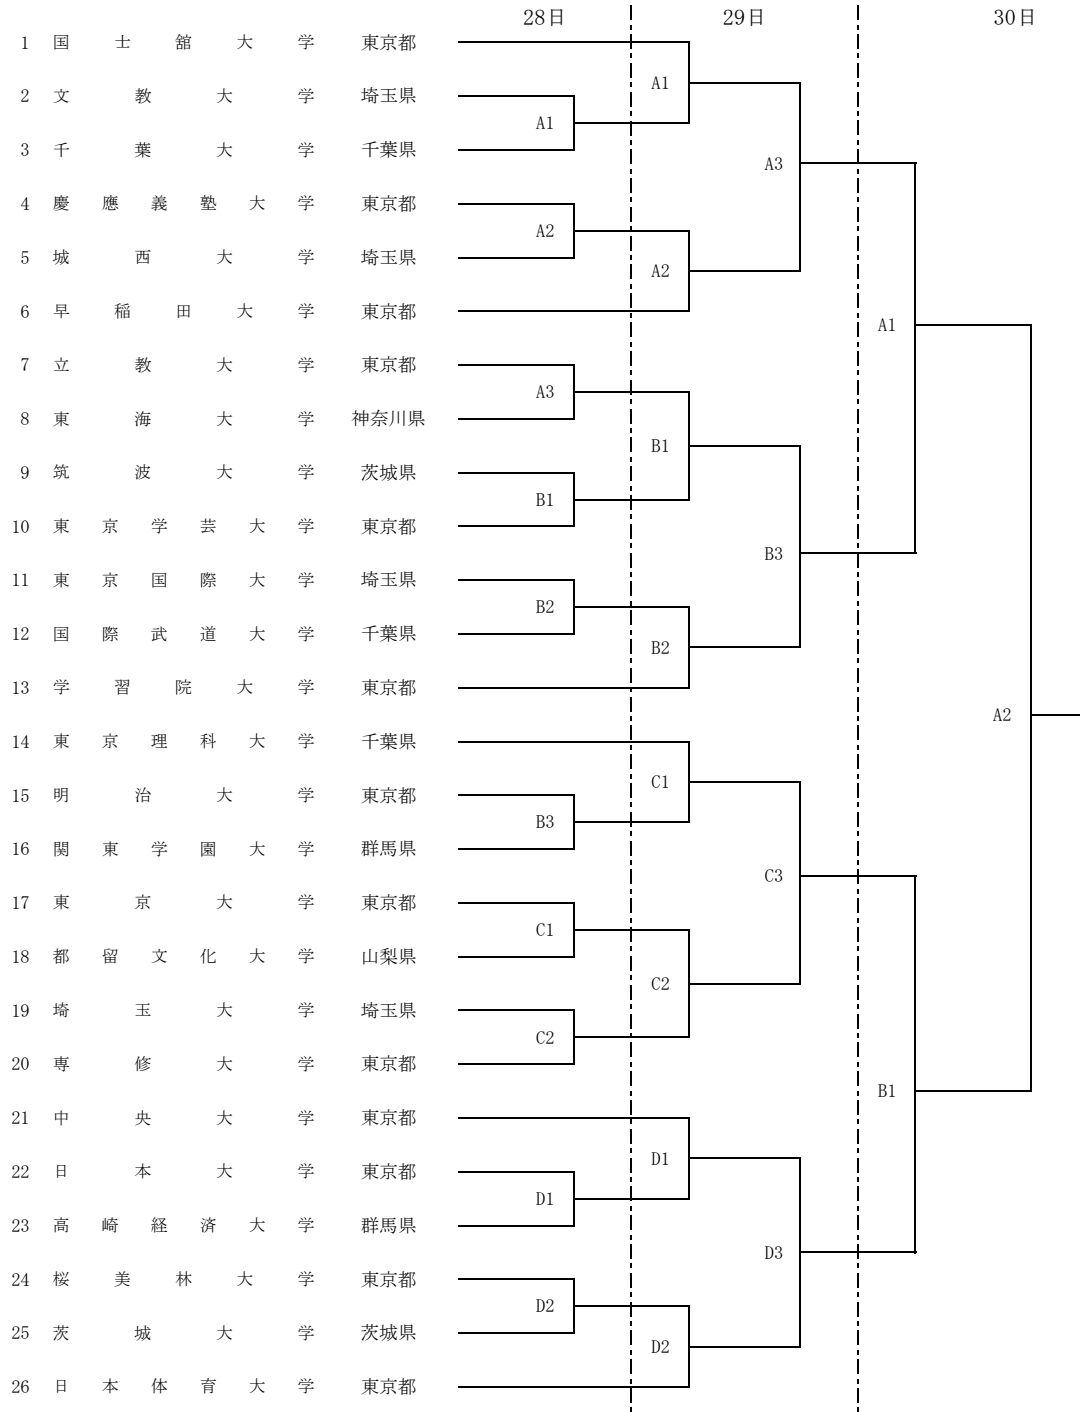 28日 29日 30日
1 国士舘大学 東京都
A1
2 文教大学 埼玉県
A1
3 千葉大学 千葉県
A3
4 慶應義塾大学 東京都
A2
5 城西大学 埼玉県
A2
6 早稲田大学 東京都
A1
7 立教大学 東京都
A3
8 東海大学 神奈川県
B1
9 筑波大学 茨城県
B1
10 東京学芸大学 東京都
B3
11 東京国際大学 埼玉県
B2
12 国際武道大学 千葉県
B2
13 学習院大学 東京都
A2
14 東京理科大学 千葉県
C1
15 明治大学 東京都
B3
16 関東学園大学 群馬県
C3
17 東京大学 東京都
C1
18 都留文化大学 山梨県
C2
19 埼玉大学 埼玉県
C2
20 専修大学 東京都
B1
21 中央大学 東京都
D1
22 日本大学 東京都
D1
23 高崎経済大学 群馬県
D3
24 桜美林大学 東京都
D2
25 茨城大学 茨城県
D2
26 日本体育大学 東京都